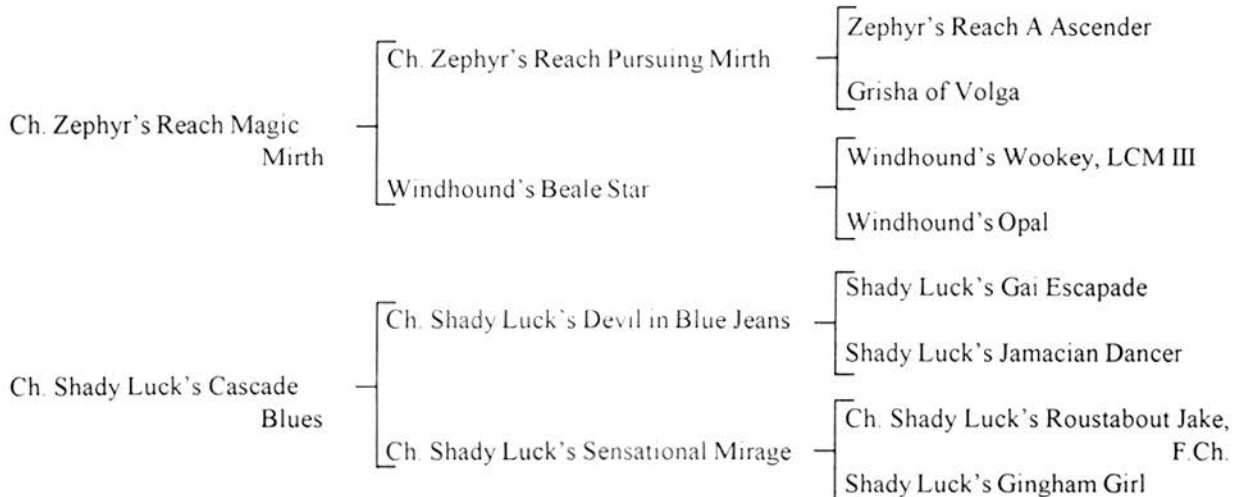 Zephyr's Reach A Ascender
Ch. Zephyr's Reach Pursuing Mirth
Grisha of Volga
Ch. Zephyr's Reach Magic
Mirth
Windhound's Wookey, LCM III
Windhound's Beale Star
Windhound's Opal
Shady Luck's Gai Escapade
Ch. Shady Luck's Devil in Blue Jeans
Shady Luck's Jamacian Dancer
Ch. Shady Luck's Cascade
Blues
Ch. Shady Luck's Roustabout Jake,
F.Ch.
Ch. Shady Luck's Sensational Mirage
Shady Luck's Gingham Girl